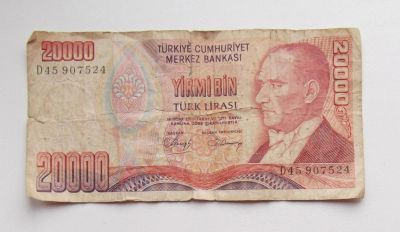 20000
TÜRKİYE CUMHURİYET
MERKEZ BANKASI
20000
D45 907524
YİRMİ BİN
TÜRK LİRASI
20000
D45 907524